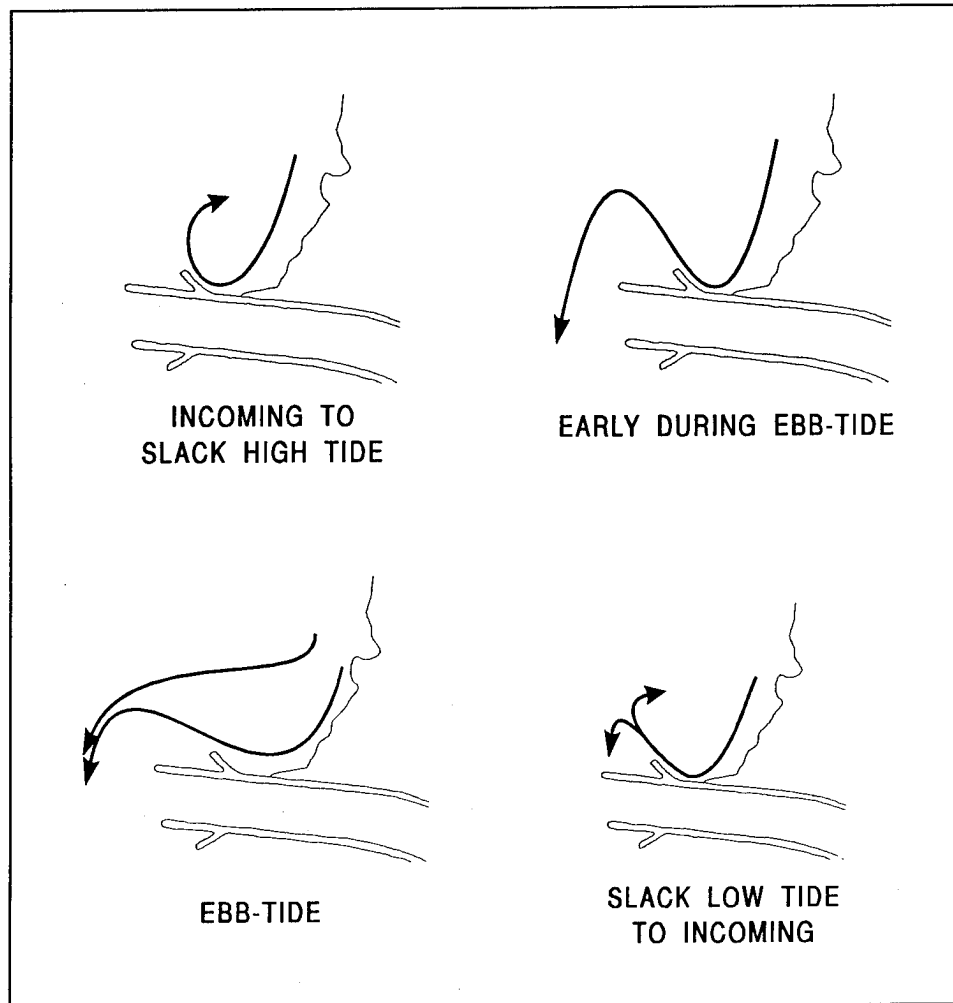 INCOMING TO
SLACK HIGH TIDE
EARLY DURING EBB-TIDE
EBB-TIDE
SLACK LOW TIDE
TO INCOMING